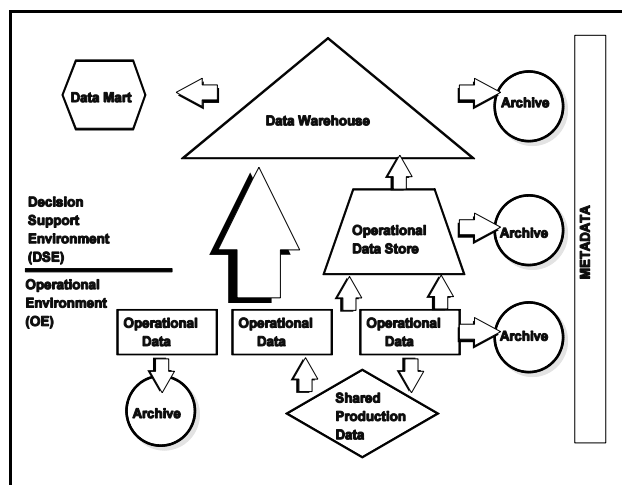 Data Mart
Data Warehouse
Archive
Decision
Support
Environment
(DSE)
Operational
Data Store
Archive
METADATA
Operational
Environment
(OE)
Operational
Data
Operational
Data
Operational
Data
Archive
Archive
Shared
Production
Data